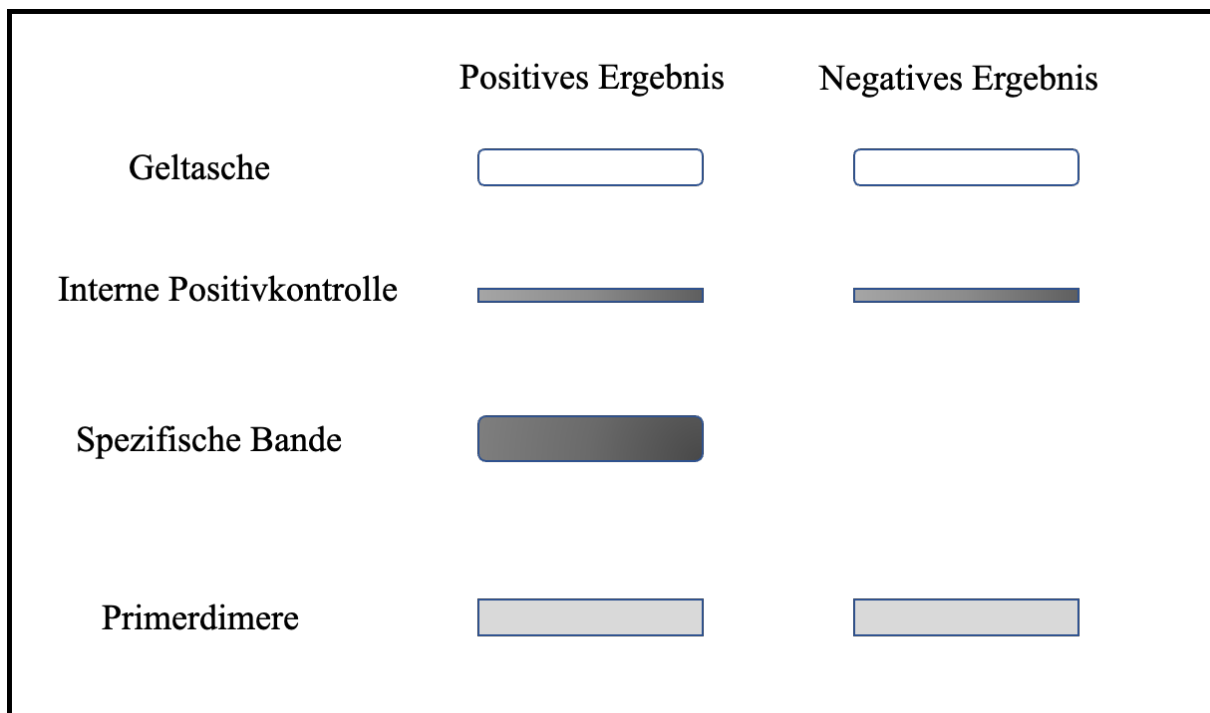 Positives Ergebnis Negatives Ergebnis
Geltasche
Interne Positivkontrolle
Spezifische Bande
Primerdimere